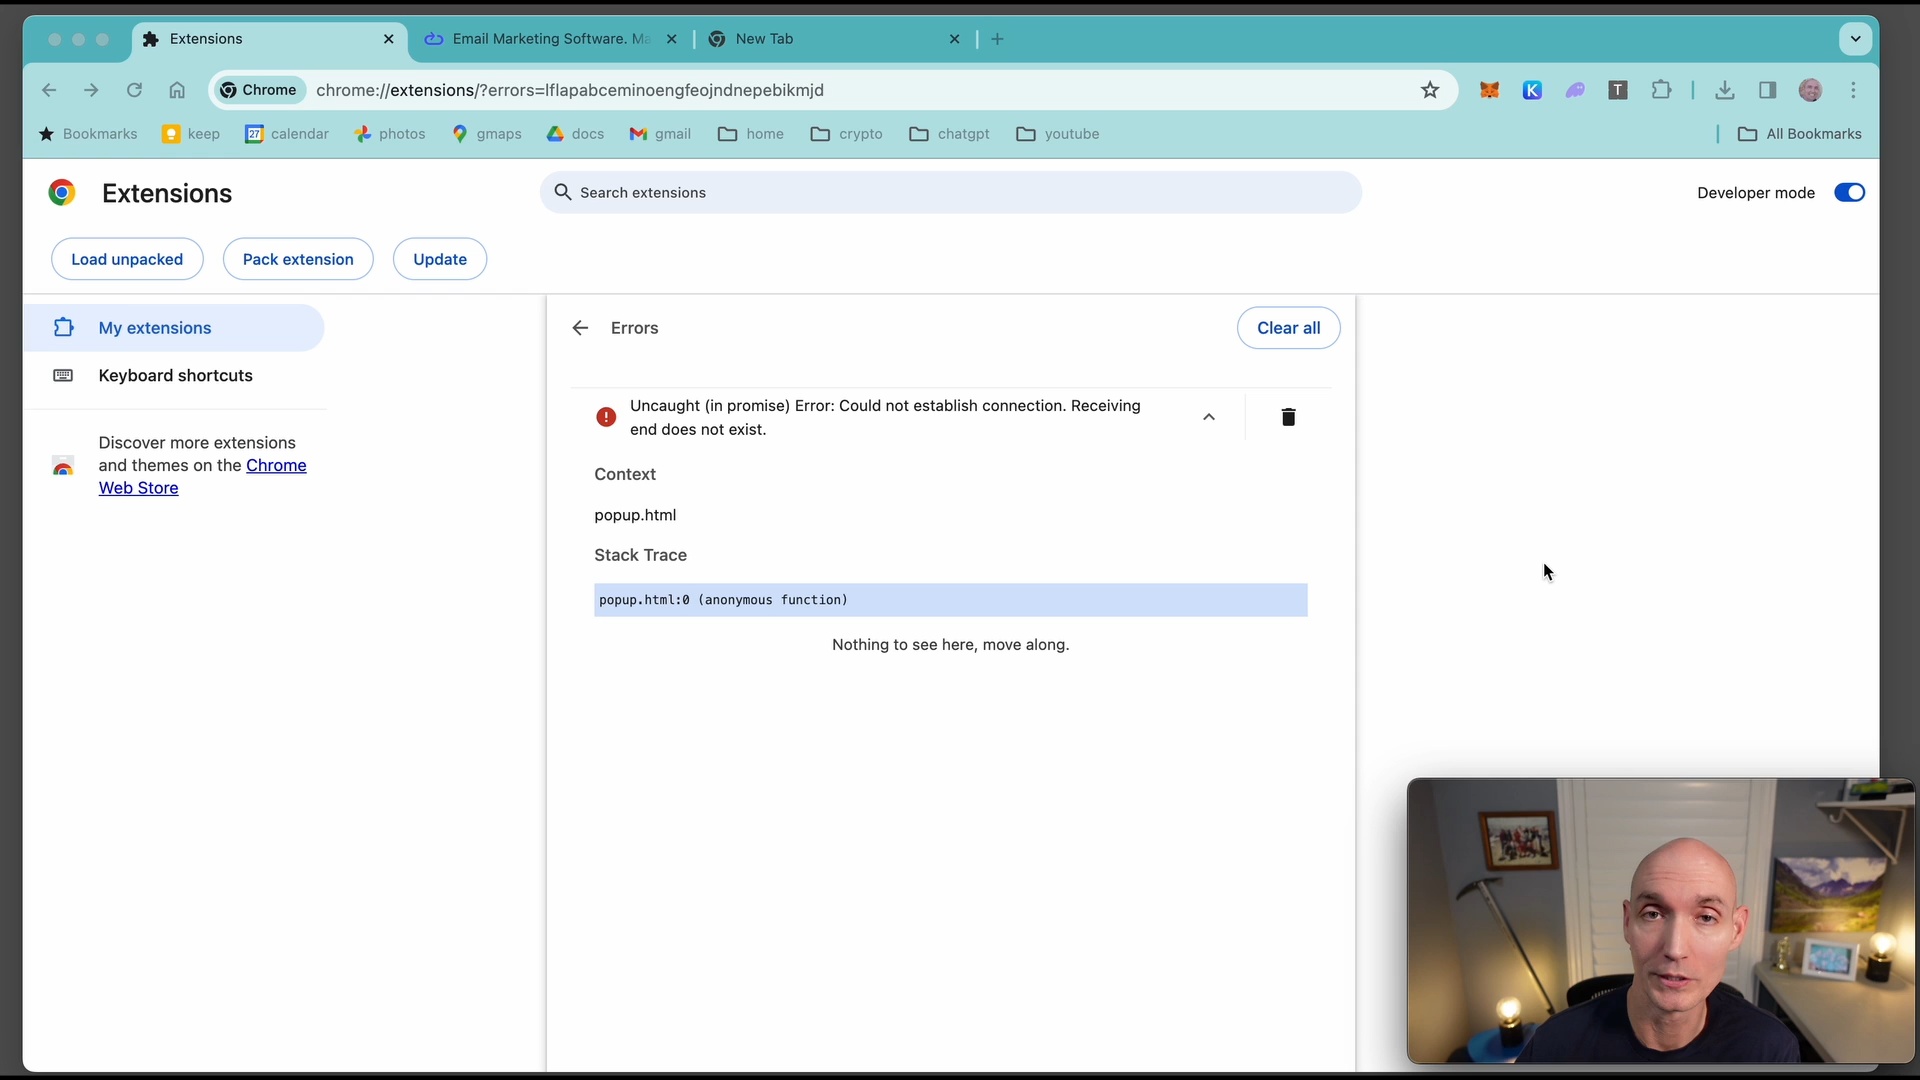 Extensions
Email Marketing Software. Ma
New Tab
Chrome
chrome://extensions/?errors=lflapabceminoengfeojndnepebikmjd
K
T
Bookmarks
keep
27
calendar
photos
gmaps
docs
gmail
home
crypto
chatgpt
youtube
All Bookmarks
Extensions
Search extensions
Developer mode
Load unpacked
Pack extension
Update
My extensions
Keyboard shortcuts
Discover more extensions
and themes on the Chrome
Web Store
Errors
Clear all
Uncaught (in promise) Error: Could not establish connection. Receiving
end does not exist.
Context
popup.html
Stack Trace
popup.html:0 (anonymous function)
Nothing to see here, move along.